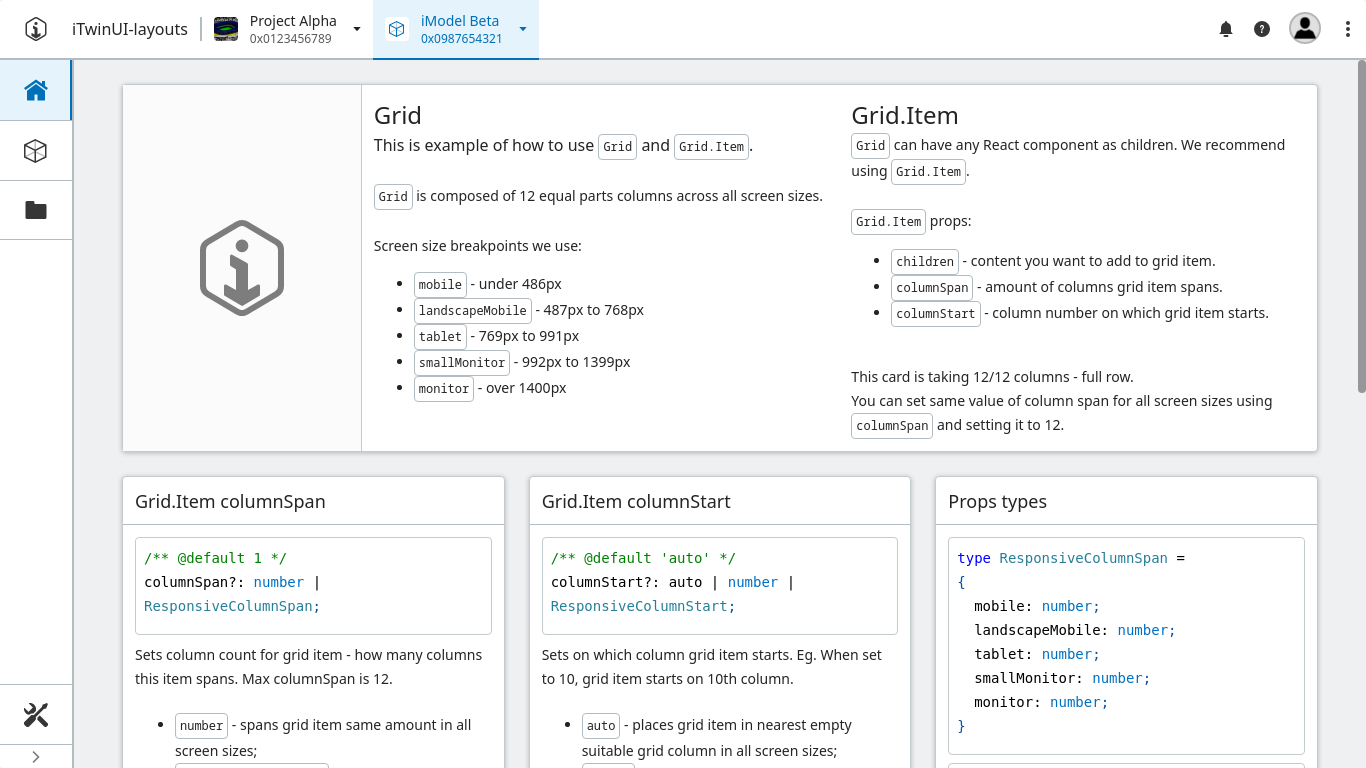 iTwinUI-layouts
Project Alpha
0x0123456789
iModel Beta
0x0987654321
Grid
This is example of how to use Grid and Grid.Item.
Grid is composed of 12 equal parts columns across all screen sizes.
Screen size breakpoints we use:
mobile - under 486px
landscapeMobile - 487px to 768px
tablet - 769px to 991px
smallMonitor - 992px to 1399px
monitor - over 1400px
Grid.Item
Grid can have any React component as children. We recommend
using Grid.Item.
Grid.Item props:
children - content you want to add to grid item.
columnSpan - amount of columns grid item spans.
columnStart - column number on which grid item starts.
This card is taking 12/12 columns - full row.
You can set same value of column span for all screen sizes using
columnSpan and setting it to 12.
Grid.Item columnSpan
/** @default 1 */
columnSpan?: number |
ResponsiveColumnSpan;
Sets column count for grid item - how many columns
this item spans. Max columnSpan is 12.
number - spans grid item same amount in all
screen sizes;
Grid.Item columnStart
/** @default 'auto' */
columnStart?: auto | number |
ResponsiveColumnStart;
Sets on which column grid item starts. Eg. When set
to 10, grid item starts on 10th column.
auto - places grid item in nearest empty
suitable grid column in all screen sizes;
Props types
type ResponsiveColumnSpan =
{
mobile: number;
landscapeMobile: number;
tablet: number;
smallMonitor: number;
monitor: number;
}